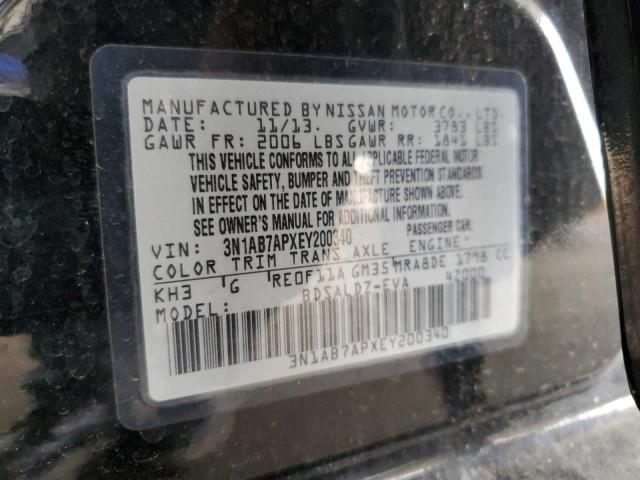 MANUFACTURED BY NISSAN MOTOR CO., LTD.
DATE: 11/13. GVWR: 3783 LBS
GAWR FR: 2006 LBS GAWR RR: 1841 LBS
THIS VEHICLE CONFORMS TO ALL APPLICABLE FEDERAL MOTOR
VEHICLE SAFETY, BUMPER AND THEFT PREVENTION STANDARDS
IN EFFECT ON THE DATE OF MANUFACTURE SHOWN ABOVE.
SEE OWNER'S MANUAL FOR ADDITIONAL INFORMATION.
VIN: 3N1AB7APXEY200340 PASSENGER CAR.
COLOR TRIM TRANS AXLE ENGINE
KH3 G RE0F11A GM35 MRA8DE 1798 CC
MODEL: BDSALDZ-EVA 42000
3N1AB7APXEY200340